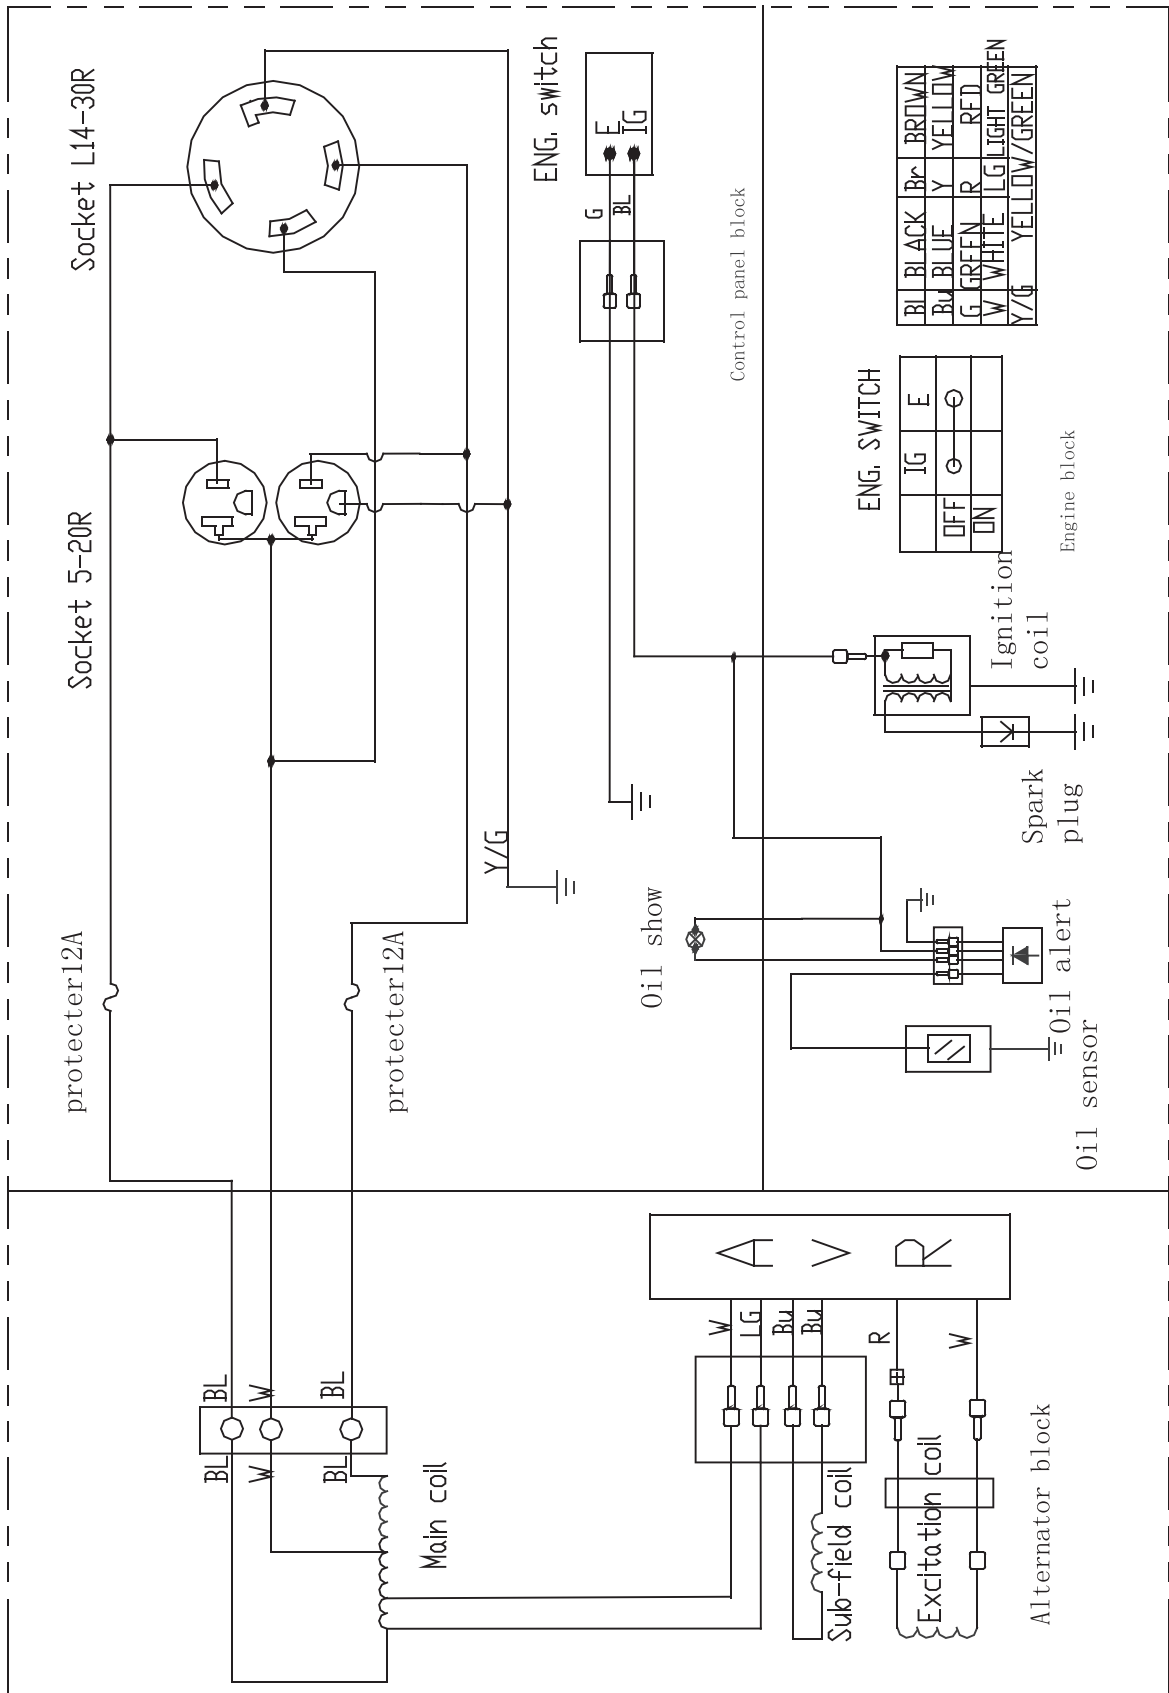 Socket L14-30R
ENG. switch
E
IG
G
BL
Control panel block
Bl BLACK Br BROWN
Bu BLUE Y YELLOW
G GREEN R RED
W WHITE LG LIGHT GREEN
Y/G YELLOW/GREEN
ENG. SWITCH
IG E
OFF
ON
Engine block
Socket 5-20R
Ignition
coil
Spark
plug
Y/G
Oil show
Oil alert
Oil sensor
protecter12A
protecter12A
A V R
W
LG
Bu
Bu
R
W
BL
W
BL
BL
W
BL
Main coil
Sub-field coil
Excitation coil
Alternator block